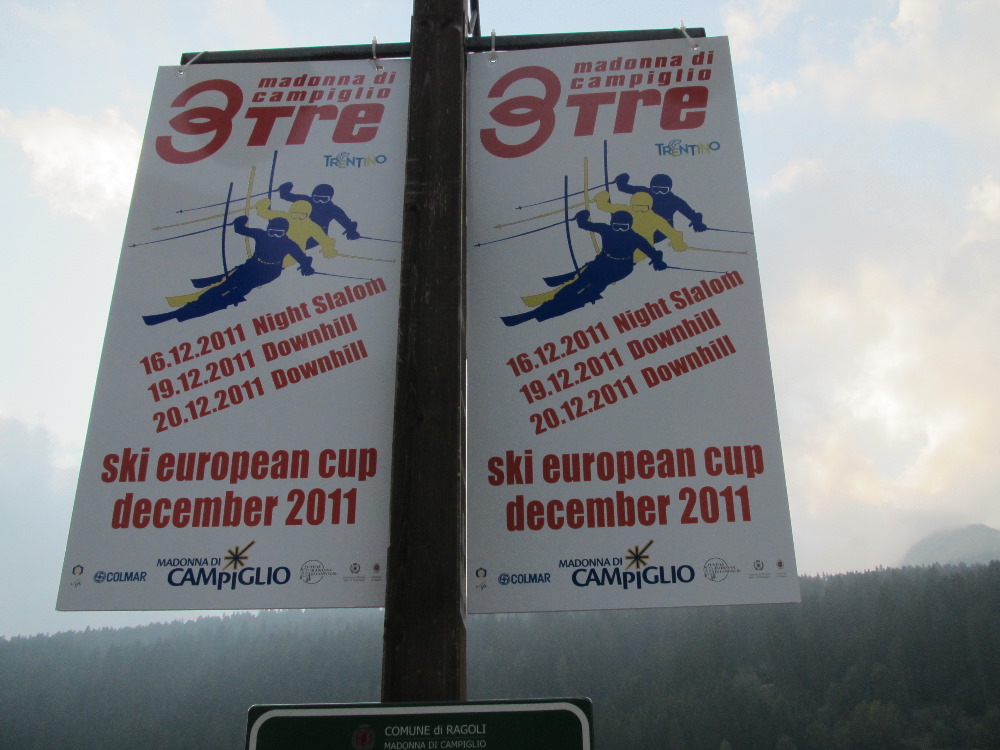 madonna di
campiglio
3Tre
TRENTINO
16.12.2011 Night Slalom
19.12.2011 Downhill
20.12.2011 Downhill
ski european cup
december 2011
COLMAR
MADONNA DI
CAMPIGLIO
madonna di
campiglio
3Tre
TRENTINO
16.12.2011 Night Slalom
19.12.2011 Downhill
20.12.2011 Downhill
ski european cup
december 2011
COLMAR
MADONNA DI
CAMPIGLIO
COMUNE di RAGOLI
MADONNA DI CAMPIGLIO